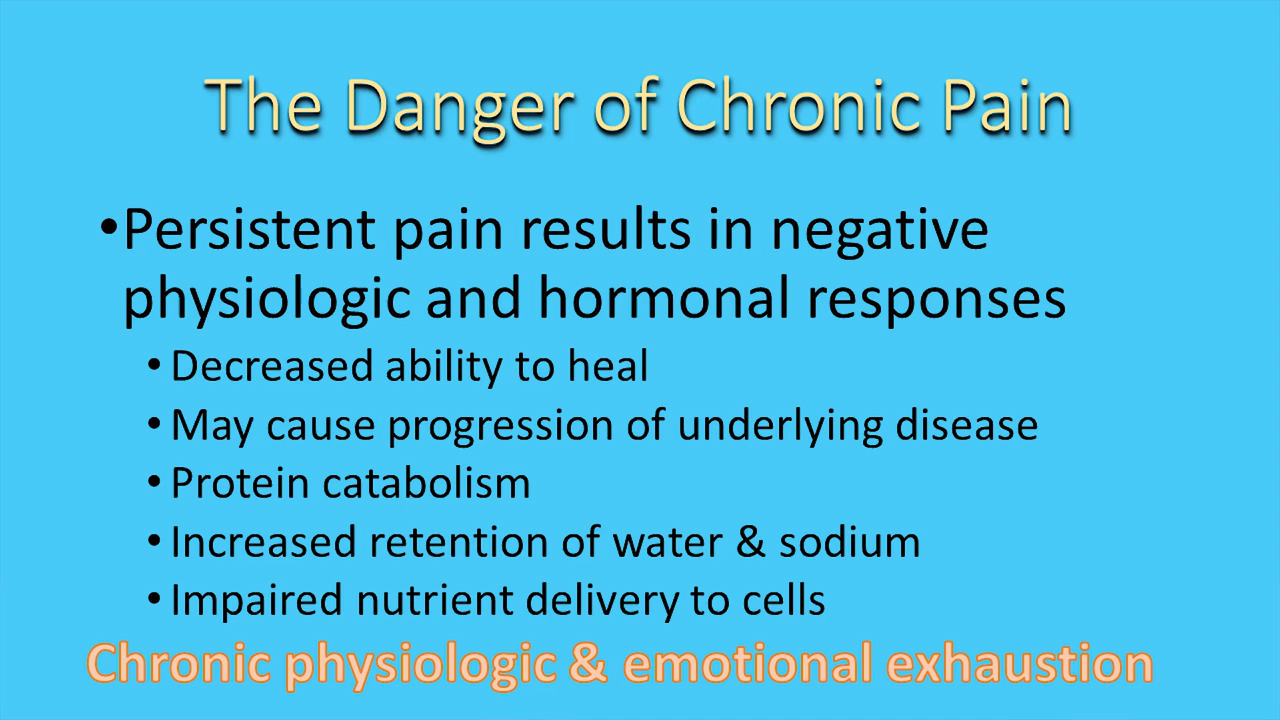 The Danger of Chronic Pain
•Persistent pain results in negative
physiologic and hormonal responses
• Decreased ability to heal
• May cause progression of underlying disease
• Protein catabolism
• Increased retention of water & sodium
• Impaired nutrient delivery to cells
Chronic physiologic & emotional exhaustion